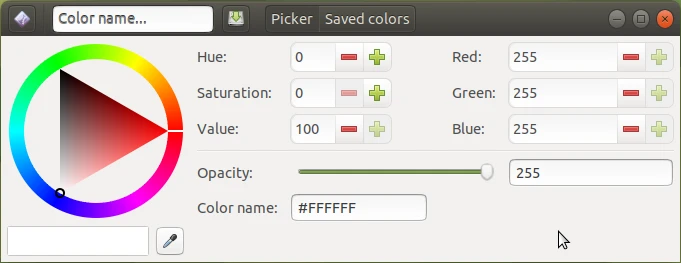 Color name...
Picker Saved colors
Hue: 0 Red: 255
Saturation: 0 Green: 255
Value: 100 Blue: 255
Opacity: 255
Color name: #FFFFFF